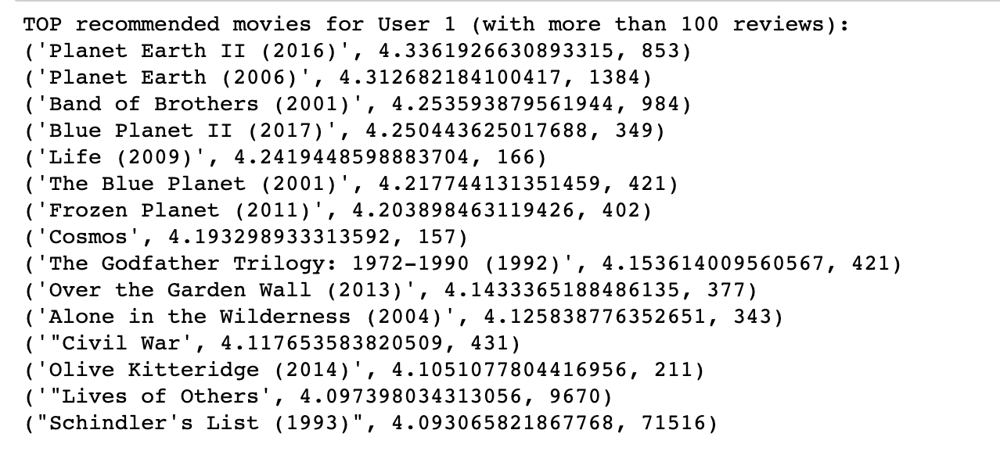 TOP recommended movies for User 1 (with more than 100 reviews):
('Planet Earth II (2016)', 4.3361926630893315, 853)
('Planet Earth (2006)', 4.312682184100417, 1384)
('Band of Brothers (2001)', 4.253593879561944, 984)
('Blue Planet II (2017)', 4.250443625017688, 349)
('Life (2009)', 4.2419448598883704, 166)
('The Blue Planet (2001)', 4.217744131351459, 421)
('Frozen Planet (2011)', 4.203898463119426, 402)
('Cosmos', 4.193298933313592, 157)
('The Godfather Trilogy: 1972-1990 (1992)', 4.153614009560567, 421)
('Over the Garden Wall (2013)', 4.1433365188486135, 377)
('Alone in the Wilderness (2004)', 4.125838776352651, 343)
('"Civil War', 4.117653583820509, 431)
('Olive Kitteridge (2014)', 4.1051077804416956, 211)
('"Lives of Others', 4.097398034313056, 9670)
("Schindler's List (1993)", 4.093065821867768, 71516)